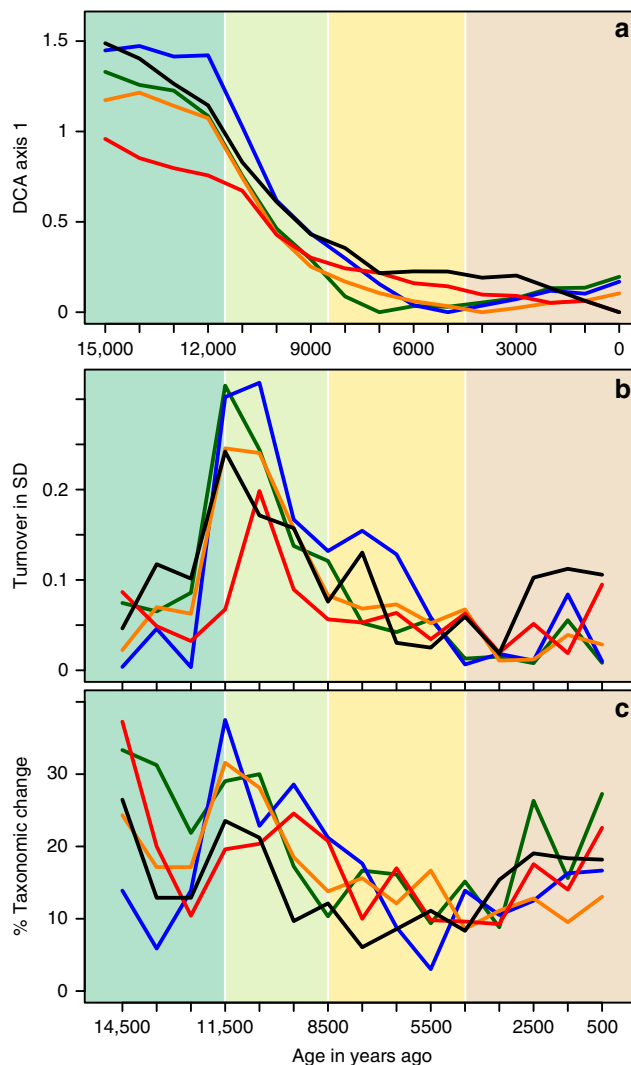 a
DCA axis 1
1.5
1
0.5
0
15,000 12,000 9000 6000 3000 0
b
Turnover in SD
0.2
0.1
0
c
% Taxonomic change
30
20
10
0
14,500 11,500 8500 5500 2500 500
Age in years ago